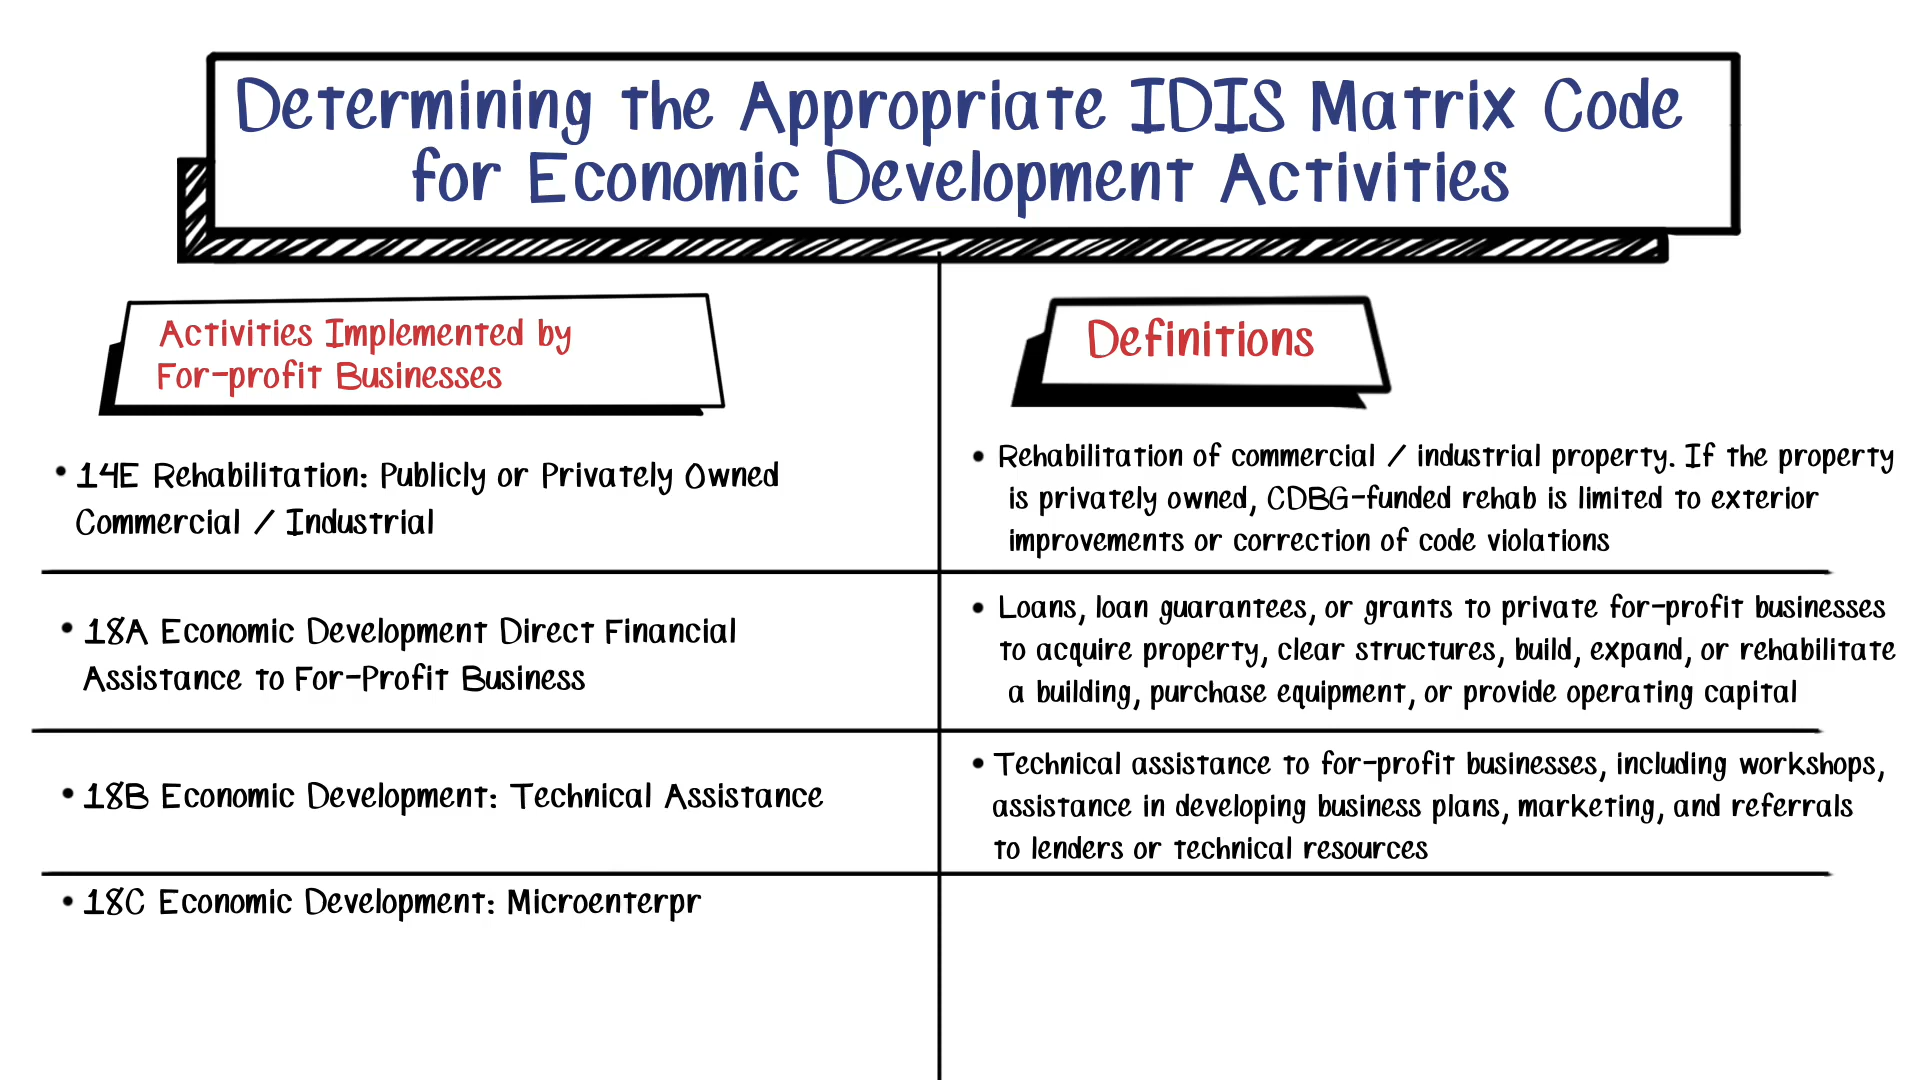 Determining the Appropriate IDIS Matrix Code
for Economic Development Activities
Activities Implemented by
For-profit Businesses
Definitions
• 14E Rehabilitation: Publicly or Privately Owned
Commercial / Industrial
• Rehabilitation of commercial / industrial property. If the property
is privately owned, CDBG-funded rehab is limited to exterior
improvements or correction of code violations
• 18A Economic Development Direct Financial
Assistance to For-Profit Business
• Loans, loan guarantees, or grants to private for-profit businesses
to acquire property, clear structures, build, expand, or rehabilitate
a building, purchase equipment, or provide operating capital
• 18B Economic Development: Technical Assistance
• Technical assistance to for-profit businesses, including workshops,
assistance in developing business plans, marketing, and referrals
to lenders or technical resources
• 18C Economic Development: Microenterpr